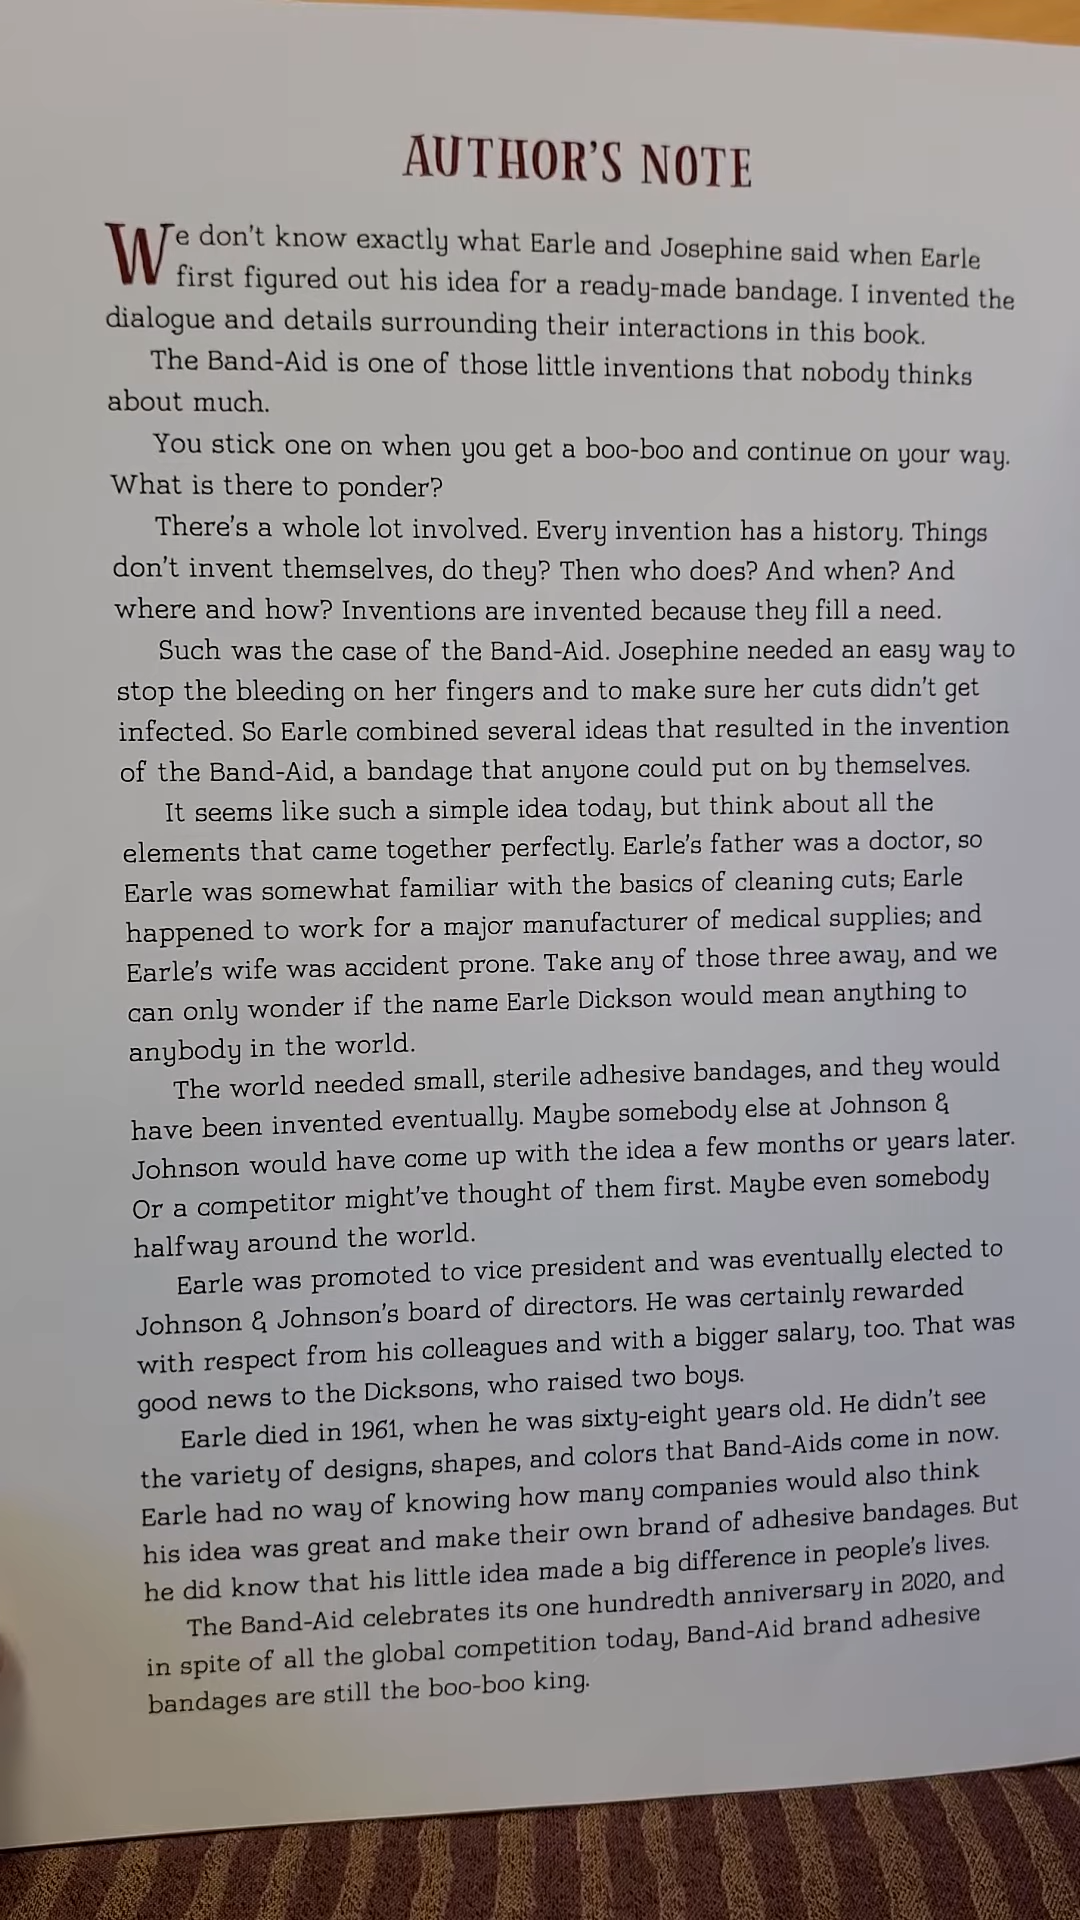 AUTHOR'S NOTE
We don't know exactly what Earle and Josephine said when Earle
first figured out his idea for a ready-made bandage. I invented the
dialogue and details surrounding their interactions in this book.
The Band-Aid is one of those little inventions that nobody thinks
about much.
You stick one on when you get a boo-boo and continue on your way.
What is there to ponder?
There's a whole lot involved. Every invention has a history. Things
don't invent themselves, do they? Then who does? And when? And
where and how? Inventions are invented because they fill a need.
Such was the case of the Band-Aid. Josephine needed an easy way to
stop the bleeding on her fingers and to make sure her cuts didn't get
infected. So Earle combined several ideas that resulted in the invention
of the Band-Aid, a bandage that anyone could put on by themselves.
It seems like such a simple idea today, but think about all the
elements that came together perfectly. Earle's father was a doctor, so
Earle was somewhat familiar with the basics of cleaning cuts; Earle
happened to work for a major manufacturer of medical supplies; and
Earle's wife was accident prone. Take any of those three away, and we
can only wonder if the name Earle Dickson would mean anything to
anybody in the world.
The world needed small, sterile adhesive bandages, and they would
have been invented eventually. Maybe somebody else at Johnson &
Johnson would have come up with the idea a few months or years later.
Or a competitor might've thought of them first. Maybe even somebody
halfway around the world.
Earle was promoted to vice president and was eventually elected to
Johnson & Johnson's board of directors. He was certainly rewarded
with respect from his colleagues and with a bigger salary, too. That was
good news to the Dicksons, who raised two boys.
Earle died in 1961, when he was sixty-eight years old. He didn't see
the variety of designs, shapes, and colors that Band-Aids come in now.
Earle had no way of knowing how many companies would also think
his idea was great and make their own brand of adhesive bandages. But
he did know that his little idea made a big difference in people's lives.
The Band-Aid celebrates its one hundredth anniversary in 2020, and
in spite of all the global competition today, Band-Aid brand adhesive
bandages are still the boo-boo king.